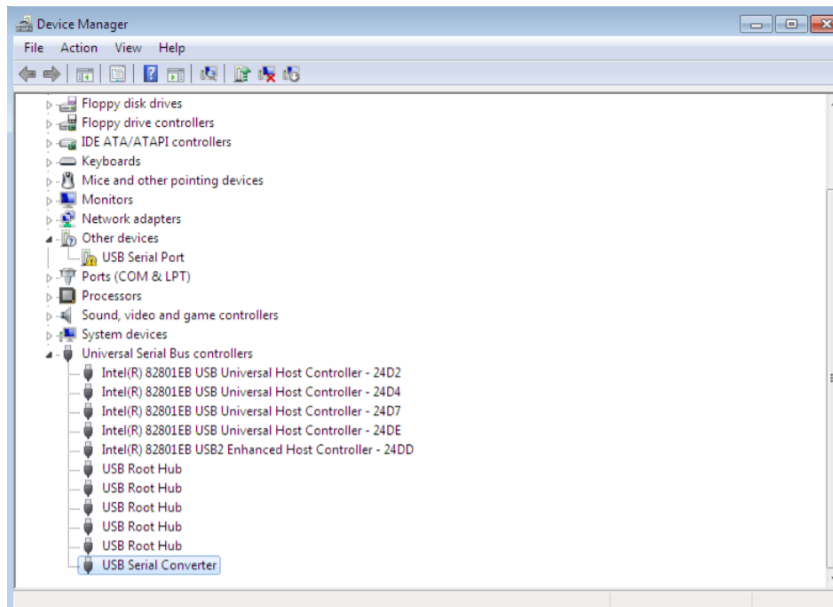 Device Manager
File Action View Help
Floppy disk drives
Floppy drive controllers
IDE ATA/ATAPI controllers
Keyboards
Mice and other pointing devices
Monitors
Network adapters
Other devices
USB Serial Port
Ports (COM & LPT)
Processors
Sound, video and game controllers
System devices
Universal Serial Bus controllers
Intel(R) 82801EB USB Universal Host Controller - 24D2
Intel(R) 82801EB USB Universal Host Controller - 24D4
Intel(R) 82801EB USB Universal Host Controller - 24D7
Intel(R) 82801EB USB Universal Host Controller - 24DE
Intel(R) 82801EB USB2 Enhanced Host Controller - 24DD
USB Root Hub
USB Root Hub
USB Root Hub
USB Root Hub
USB Root Hub
USB Serial Converter